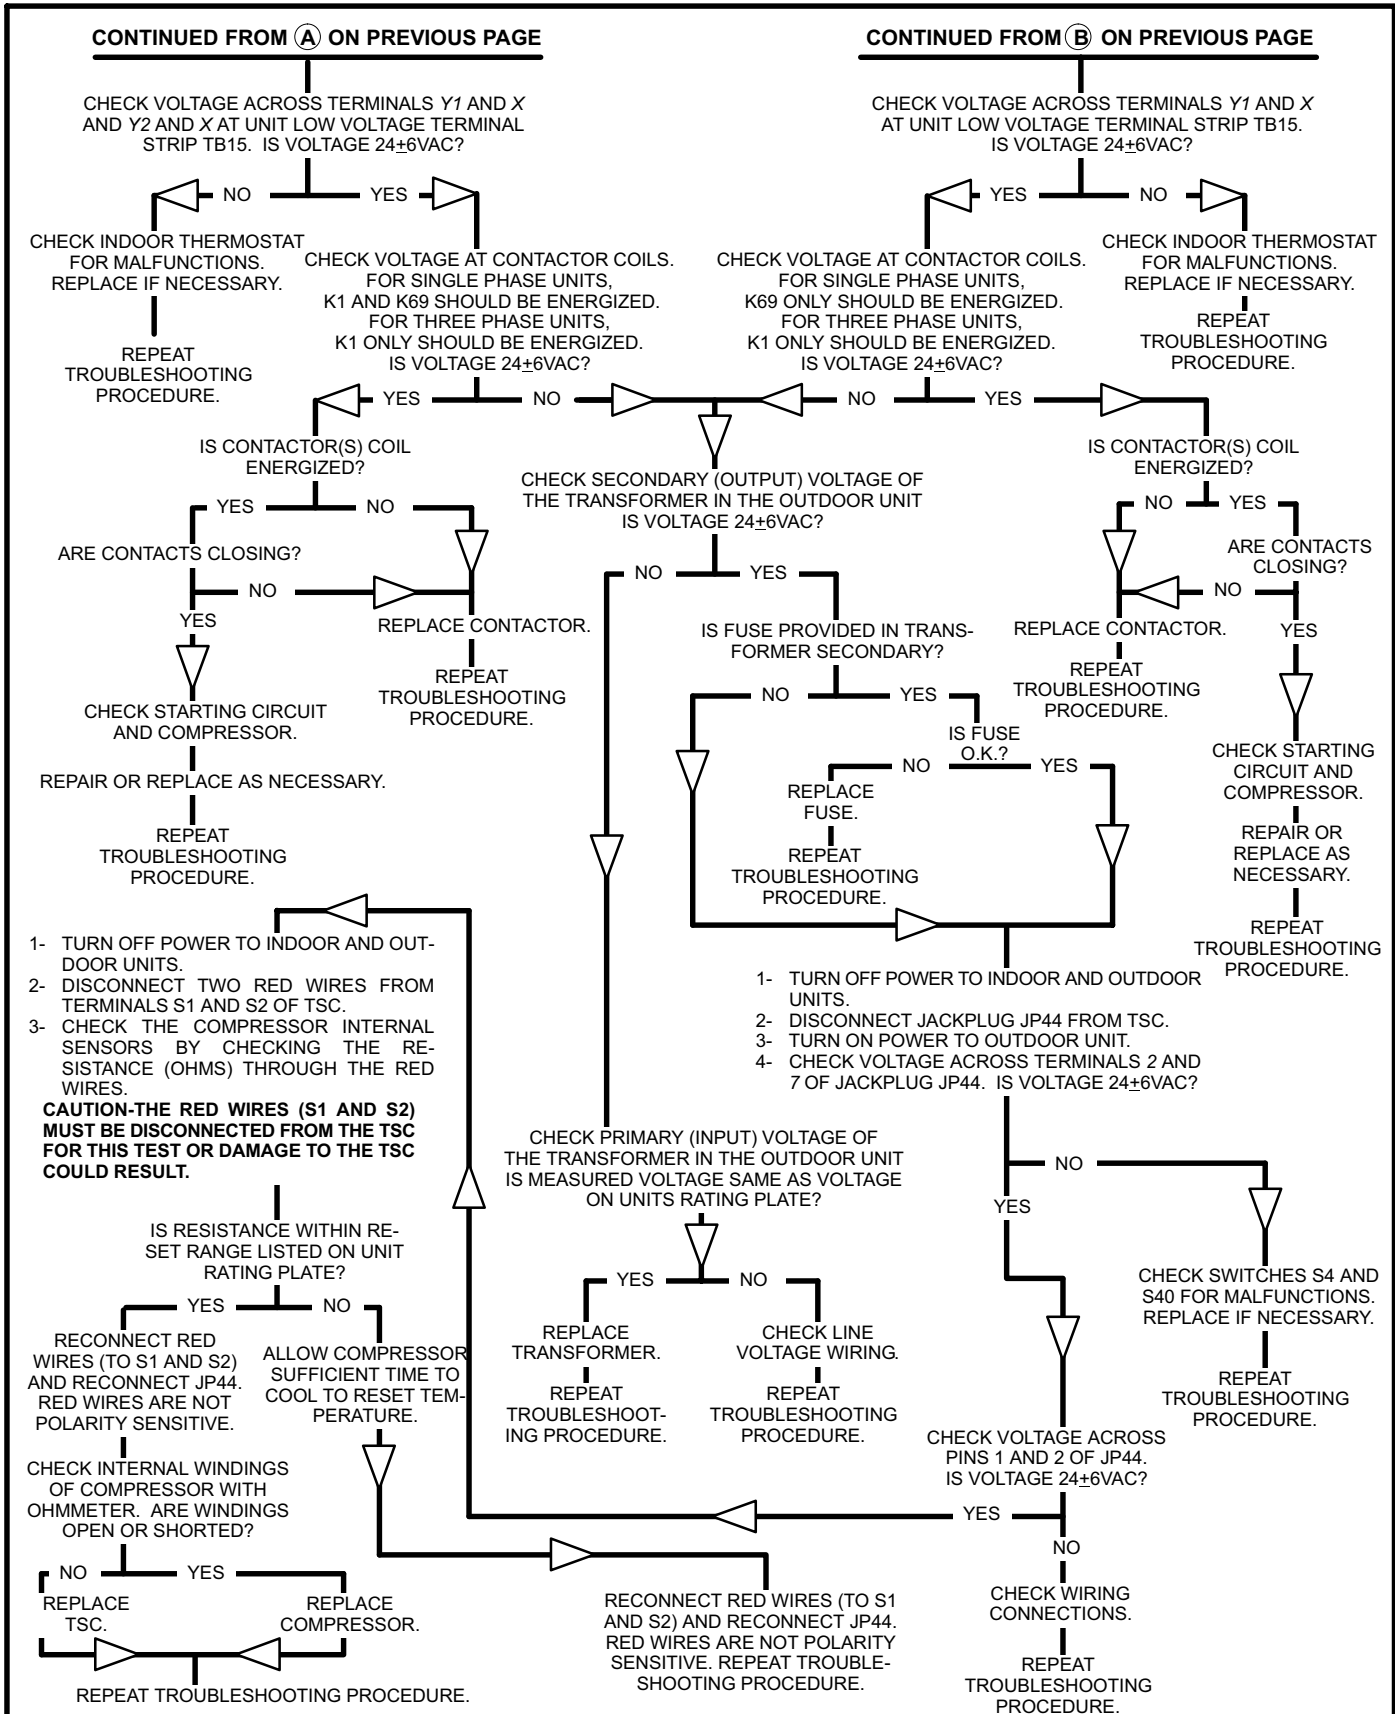 CONTINUED FROM A ON PREVIOUS PAGE
CHECK VOLTAGE ACROSS TERMINALS Y1 AND X
AND Y2 AND X AT UNIT LOW VOLTAGE TERMINAL
STRIP TB15. IS VOLTAGE 24±6VAC?
NO
YES
CHECK INDOOR THERMOSTAT
FOR MALFUNCTIONS.
REPLACE IF NECESSARY.
REPEAT
TROUBLESHOOTING
PROCEDURE.
CHECK VOLTAGE AT CONTACTOR COILS.
FOR SINGLE PHASE UNITS,
K1 AND K69 SHOULD BE ENERGIZED.
FOR THREE PHASE UNITS,
K1 ONLY SHOULD BE ENERGIZED.
IS VOLTAGE 24±6VAC?
YES
NO
IS CONTACTOR(S) COIL
ENERGIZED?
YES
NO
ARE CONTACTS CLOSING?
NO
YES
REPLACE CONTACTOR.
REPEAT
TROUBLESHOOTING
PROCEDURE.
CHECK STARTING CIRCUIT
AND COMPRESSOR.
REPAIR OR REPLACE AS NECESSARY.
REPEAT
TROUBLESHOOTING
PROCEDURE.
CONTINUED FROM B ON PREVIOUS PAGE
CHECK VOLTAGE ACROSS TERMINALS Y1 AND X
AT UNIT LOW VOLTAGE TERMINAL STRIP TB15.
IS VOLTAGE 24±6VAC?
YES
NO
CHECK INDOOR THERMOSTAT
FOR MALFUNCTIONS.
REPLACE IF NECESSARY.
REPEAT
TROUBLESHOOTING
PROCEDURE.
CHECK VOLTAGE AT CONTACTOR COILS.
FOR SINGLE PHASE UNITS,
K69 ONLY SHOULD BE ENERGIZED.
FOR THREE PHASE UNITS,
K1 ONLY SHOULD BE ENERGIZED.
IS VOLTAGE 24±6VAC?
NO
YES
IS CONTACTOR(S) COIL
ENERGIZED?
NO
YES
ARE CONTACTS
CLOSING?
NO
YES
REPLACE CONTACTOR.
REPEAT
TROUBLESHOOTING
PROCEDURE.
CHECK STARTING
CIRCUIT AND
COMPRESSOR.
REPAIR OR
REPLACE AS
NECESSARY.
REPEAT
TROUBLESHOOTING
PROCEDURE.
CHECK SECONDARY (OUTPUT) VOLTAGE OF
THE TRANSFORMER IN THE OUTDOOR UNIT
IS VOLTAGE 24±6VAC?
NO
YES
IS FUSE PROVIDED IN TRANS-
FORMER SECONDARY?
NO
YES
IS FUSE
O.K.?
NO
YES
REPLACE
FUSE.
REPEAT
TROUBLESHOOTING
PROCEDURE.
1- TURN OFF POWER TO INDOOR AND OUTDOOR
UNITS.
2- DISCONNECT JACKPLUG JP44 FROM TSC.
3- TURN ON POWER TO OUTDOOR UNIT.
4- CHECK VOLTAGE ACROSS TERMINALS 2 AND
7 OF JACKPLUG JP44. IS VOLTAGE 24±6VAC?
NO
YES
CHECK SWITCHES S4 AND
S40 FOR MALFUNCTIONS.
REPLACE IF NECESSARY.
REPEAT
TROUBLESHOOTING
PROCEDURE.
CHECK PRIMARY (INPUT) VOLTAGE OF
THE TRANSFORMER IN THE OUTDOOR UNIT
IS MEASURED VOLTAGE SAME AS VOLTAGE
ON UNITS RATING PLATE?
YES
NO
REPLACE
TRANSFORMER.
REPEAT
TROUBLESHOOT-
ING PROCEDURE.
CHECK LINE
VOLTAGE WIRING.
REPEAT
TROUBLESHOOTING
PROCEDURE.
CHECK VOLTAGE ACROSS
PINS 1 AND 2 OF JP44.
IS VOLTAGE 24±6VAC?
YES
NO
CHECK WIRING
CONNECTIONS.
REPEAT
TROUBLESHOOTING
PROCEDURE.
1- TURN OFF POWER TO INDOOR AND OUT-
DOOR UNITS.
2- DISCONNECT TWO RED WIRES FROM
TERMINALS S1 AND S2 OF TSC.
3- CHECK THE COMPRESSOR INTERNAL
SENSORS BY CHECKING THE RE-
SISTANCE (OHMS) THROUGH THE RED
WIRES.
CAUTION-THE RED WIRES (S1 AND S2)
MUST BE DISCONNECTED FROM THE TSC
FOR THIS TEST OR DAMAGE TO THE TSC
COULD RESULT.
IS RESISTANCE WITHIN RE-
SET RANGE LISTED ON UNIT
RATING PLATE?
YES
NO
RECONNECT RED
WIRES (TO S1 AND S2)
AND RECONNECT JP44.
RED WIRES ARE NOT
POLARITY SENSITIVE.
ALLOW COMPRESSOR
SUFFICIENT TIME TO
COOL TO RESET TEM-
PERATURE.
CHECK INTERNAL WINDINGS
OF COMPRESSOR WITH
OHMMETER. ARE WINDINGS
OPEN OR SHORTED?
NO
YES
REPLACE
TSC.
REPLACE
COMPRESSOR.
REPEAT TROUBLESHOOTING PROCEDURE.
RECONNECT RED WIRES (TO S1
AND S2) AND RECONNECT JP44.
RED WIRES ARE NOT POLARITY
SENSITIVE. REPEAT TROUBLE-
SHOOTING PROCEDURE.